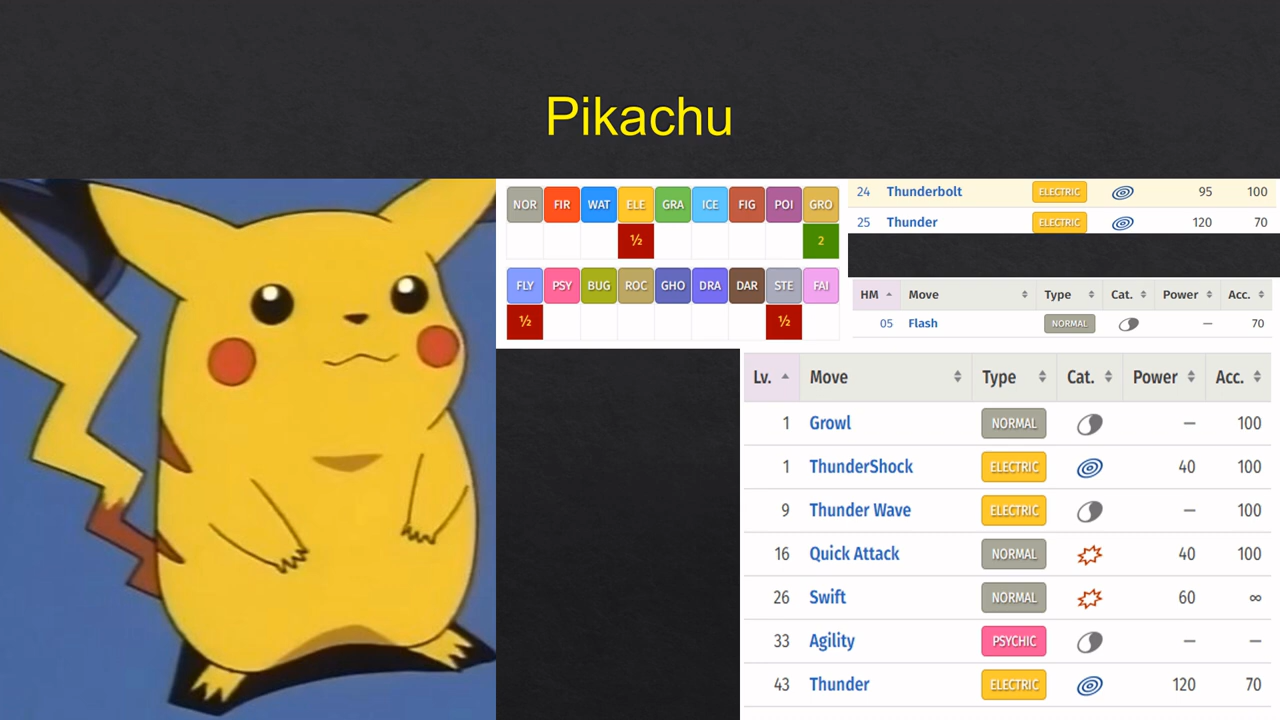 Pikachu
NOR FIR WAT ELE GRA ICE FIG POI GRO
½ 2
FLY PSY BUG ROC GHO DRA DAR STE FAI
½ ½
24 Thunderbolt ELECTRIC 95 100
25 Thunder ELECTRIC 120 70
HM Move Type Cat. Power Acc.
05 Flash NORMAL — 70
Lv. Move Type Cat. Power Acc.
1 Growl NORMAL — 100
1 ThunderShock ELECTRIC 40 100
9 Thunder Wave ELECTRIC — 100
16 Quick Attack NORMAL 40 100
26 Swift NORMAL 60 ∞
33 Agility PSYCHIC — —
43 Thunder ELECTRIC 120 70